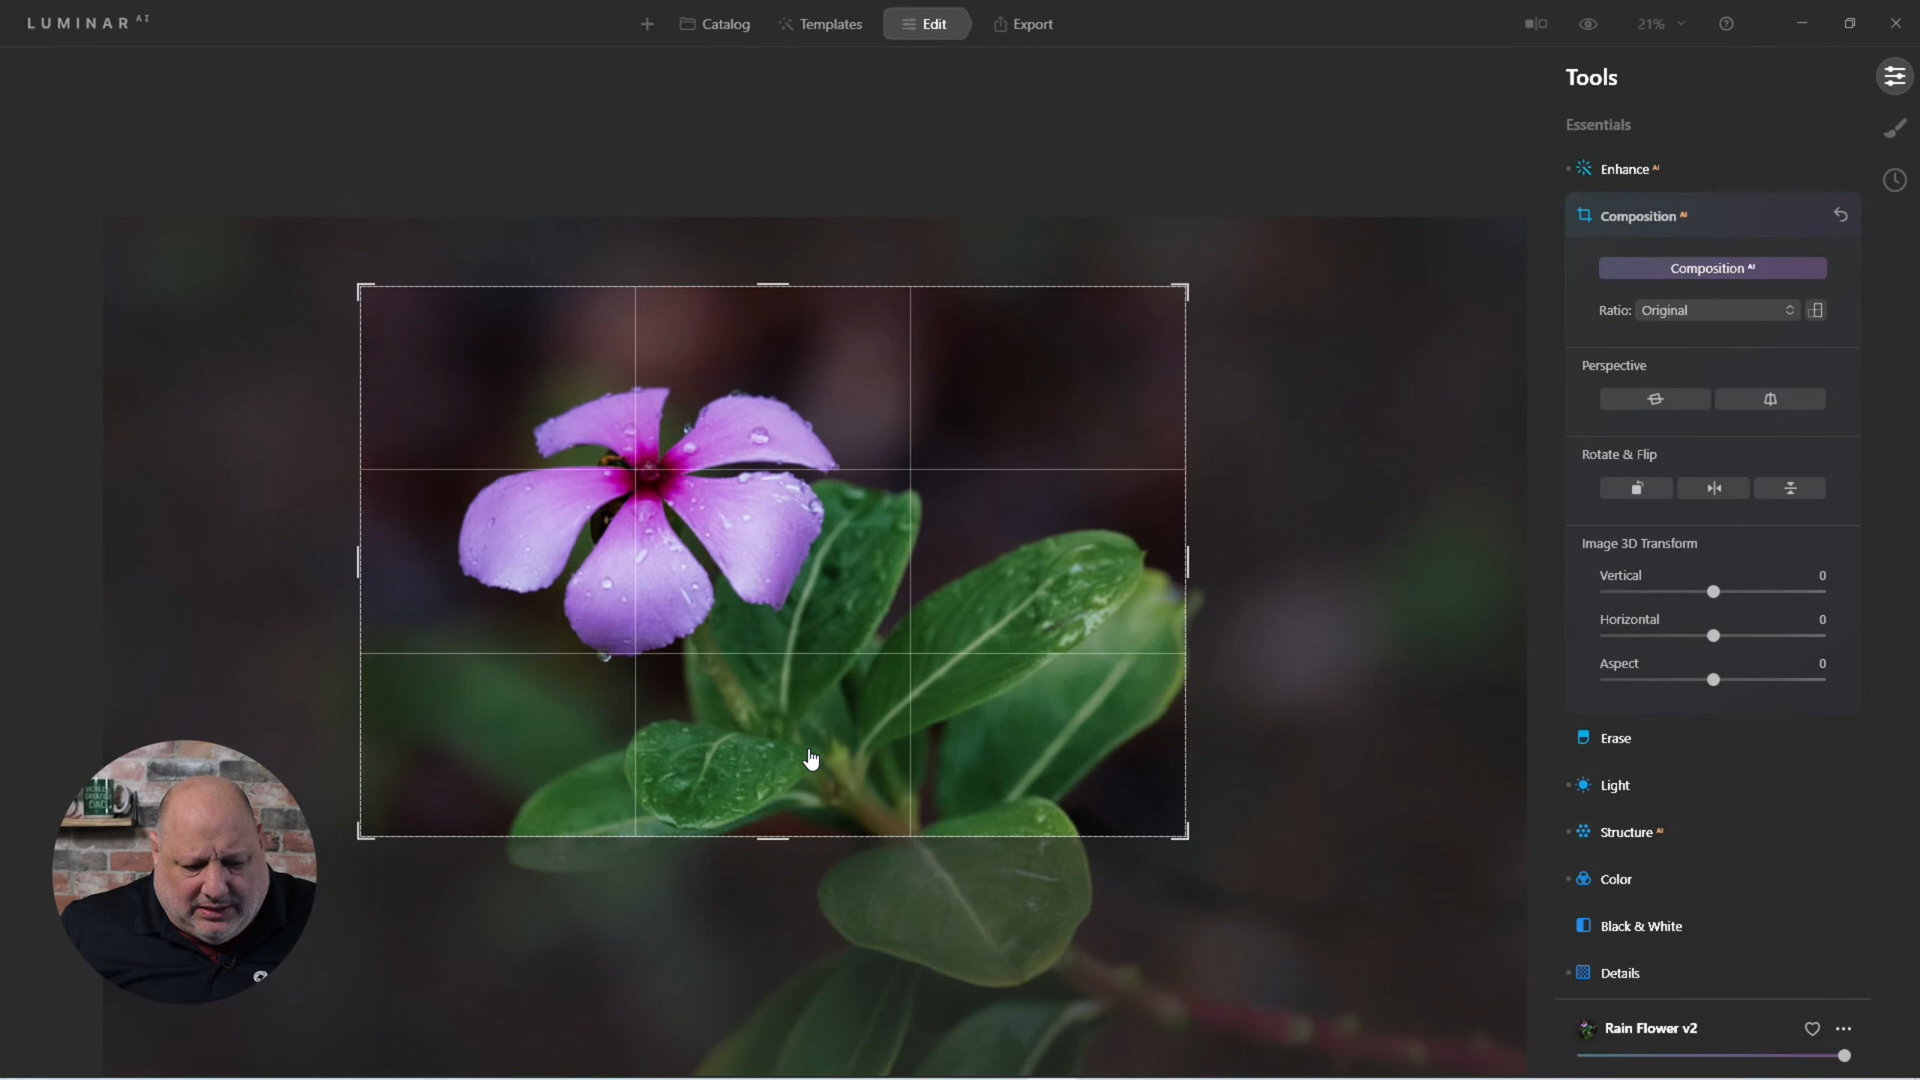 LUMINAR AI
Catalog
Templates
Edit
Export
21%
Tools
Essentials
Enhance AI
Composition AI
Composition AI
Ratio: Original
Perspective
Rotate & Flip
Image 3D Transform
Vertical 0
Horizontal 0
Aspect 0
Erase
Light
Structure AI
Color
Black & White
Details
Rain Flower v2